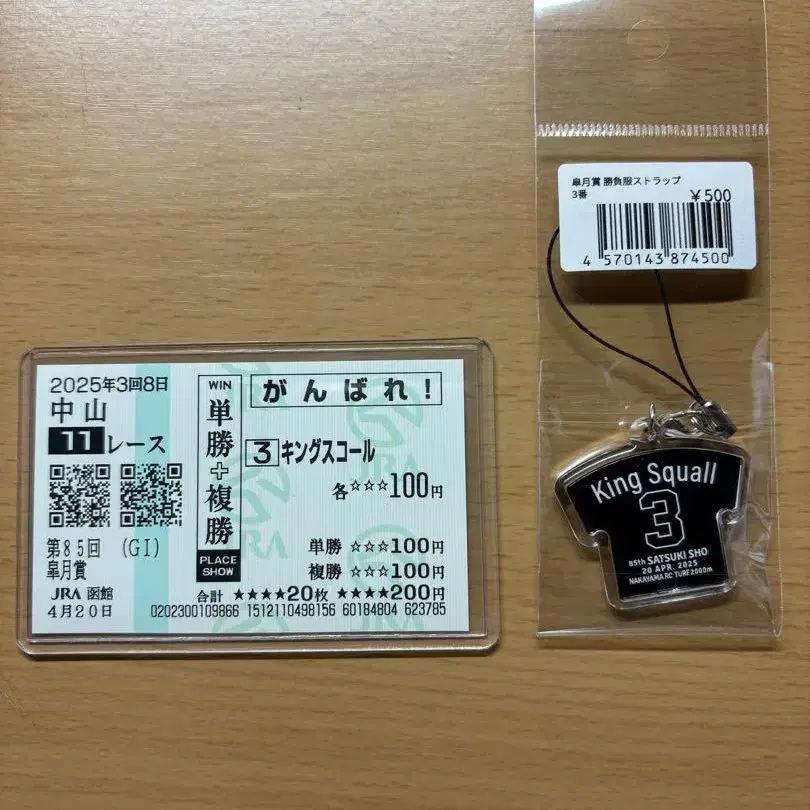 2025年3回8日
中山
11レース
第85回 (GI)
皐月賞
JRA 函館
4月20日
WIN
単勝+複勝
PLACE
SHOW
がんばれ!
3 キングスコール
各☆☆☆100円
単勝 ☆☆☆100円
複勝 ☆☆☆100円
合計 ★★★★20枚 ★★★★200円
0202300109866 1512110498156 60184804 623785
JRA
JRA
皐月賞 勝負服ストラップ
3番
¥500
4 570143 874500
King Squall
3
85th SATSUKI SHO
20 APR. 2025
NAKAYAMA RC TURF 2000m